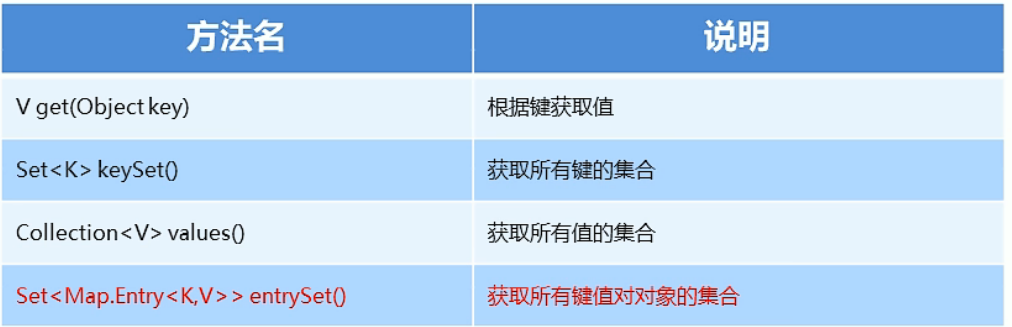 方法名 说明
V get(Object key) 根据键获取值
Set<K> keySet() 获取所有键的集合
Collection<V> values() 获取所有值的集合
Set<Map.Entry<K,V>> entrySet() 获取所有键值对对象的集合